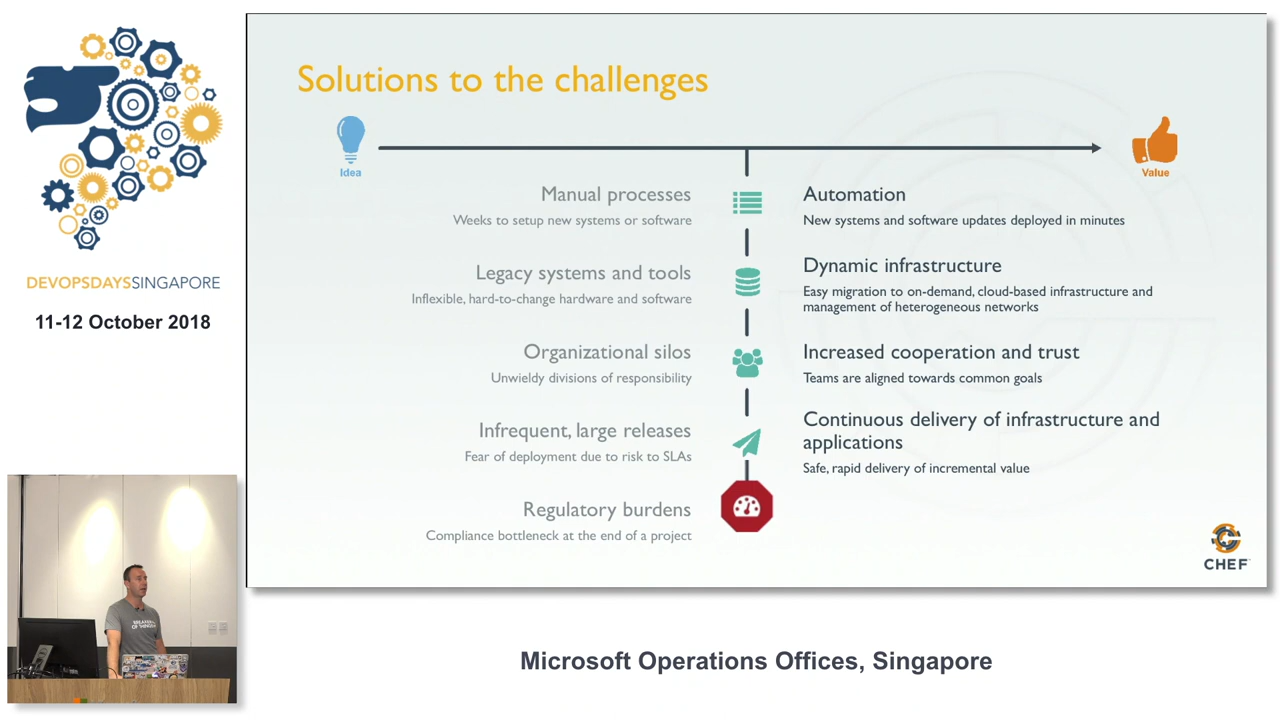 Solutions to the challenges
Idea
Value
Manual processes
Weeks to setup new systems or software
Automation
New systems and software updates deployed in minutes
Legacy systems and tools
Inflexible, hard-to-change hardware and software
Dynamic infrastructure
Easy migration to on-demand, cloud-based infrastructure and
management of heterogeneous networks
Organizational silos
Unwieldy divisions of responsibility
Increased cooperation and trust
Teams are aligned towards common goals
Infrequent, large releases
Fear of deployment due to risk to SLAs
Continuous delivery of infrastructure and
applications
Safe, rapid delivery of incremental value
Regulatory burdens
Compliance bottleneck at the end of a project
CHEF
DEVOPSDAYSSINGAPORE
11-12 October 2018
Microsoft Operations Offices, Singapore